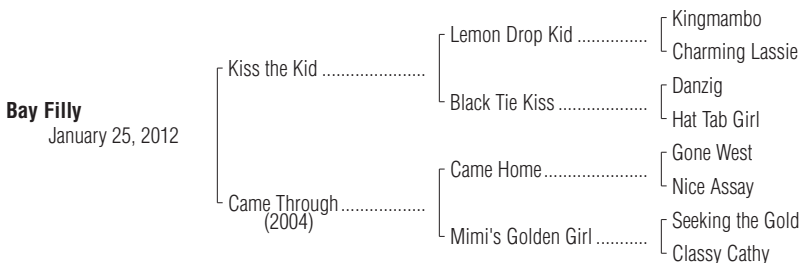 Bay Filly
January 25, 2012
Kiss the Kid ......................
Came Through ..................
(2004)
Lemon Drop Kid ...............
Black Tie Kiss ...................
Came Home ......................
Mimi's Golden Girl ...........
Kingmambo
Charming Lassie
Danzig
Hat Tab Girl
Gone West
Nice Assay
Seeking the Gold
Classy Cathy